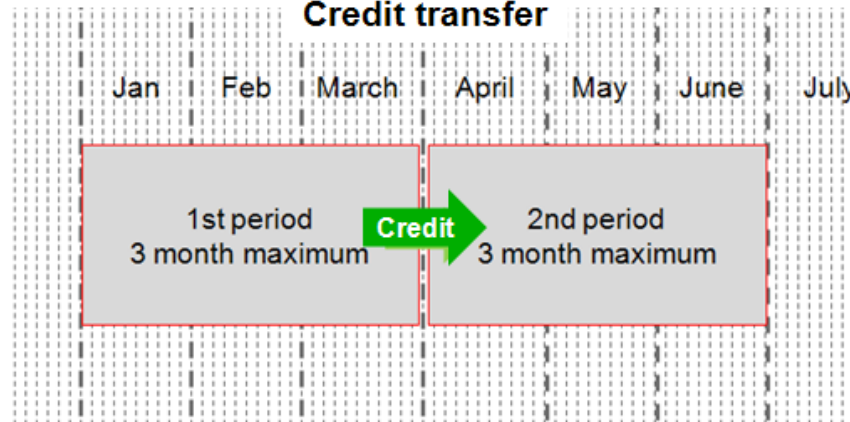 Credit transfer
Jan Feb March April May June July
1st period
3 month maximum
Credit
2nd period
3 month maximum